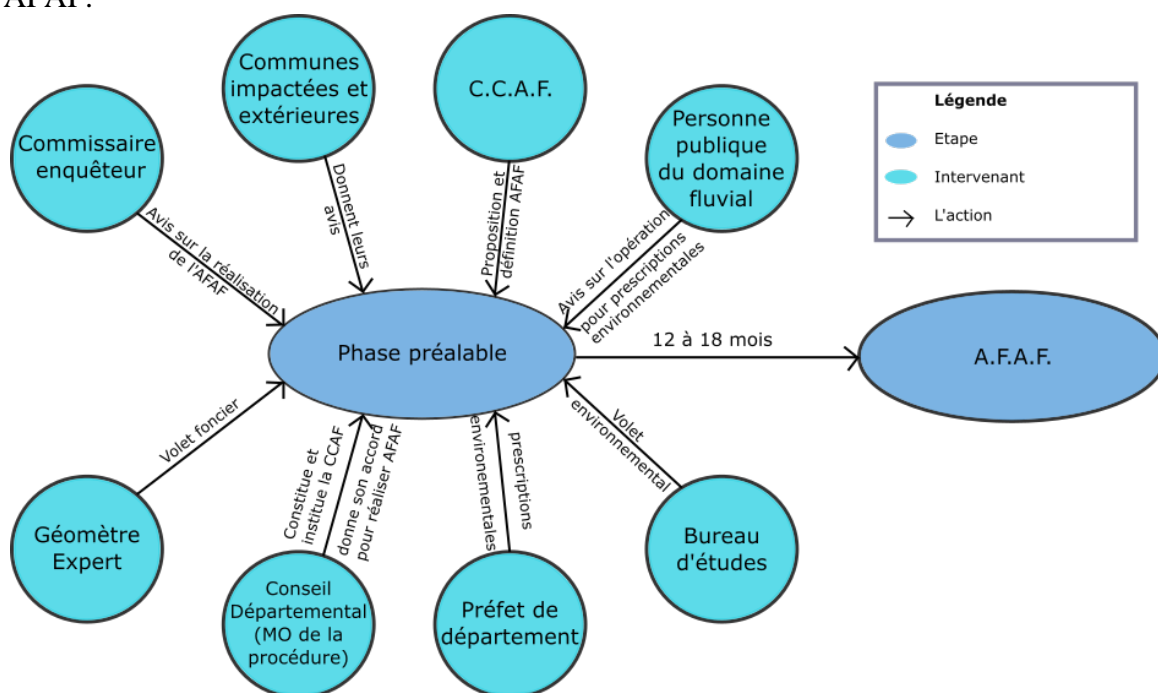 AFAF.
Communes
impactées et
extérieures
C.C.A.F.
Commissaire
enquêteur
Personne
publique
du domaine
fluvial
Légende
Etape
Intervenant
L'action
Avis sur la réalisation
de l'AFAF
Donnent leurs
avis
Proposition et
définition AFAF
Avis sur l'opération
pour prescriptions
environnementales
Phase préalable
12 à 18 mois
A.F.A.F.
Volet foncier
Constitue et
institue la CCAF
donne son accord
pour réaliser AFAF
environementales
prescriptions
Volet
environnemental
Géomètre
Expert
Conseil
Départemental
(MO de la
procédure)
Préfet de
département
Bureau
d'études